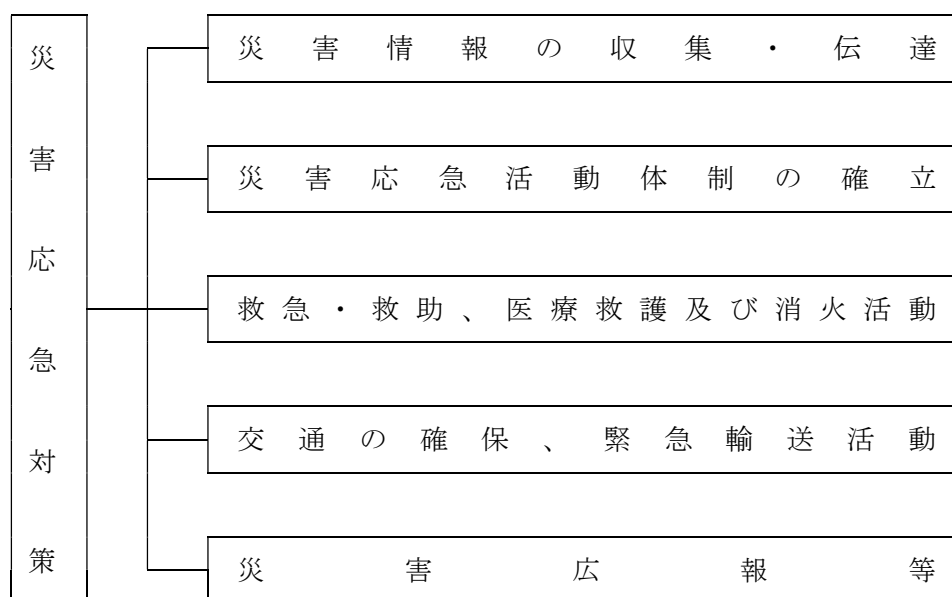 災害応急対策
災害情報の収集・伝達
災害応急活動体制の確立
救急・救助、医療救護及び消火活動
交通の確保、緊急輸送活動
災害広報等